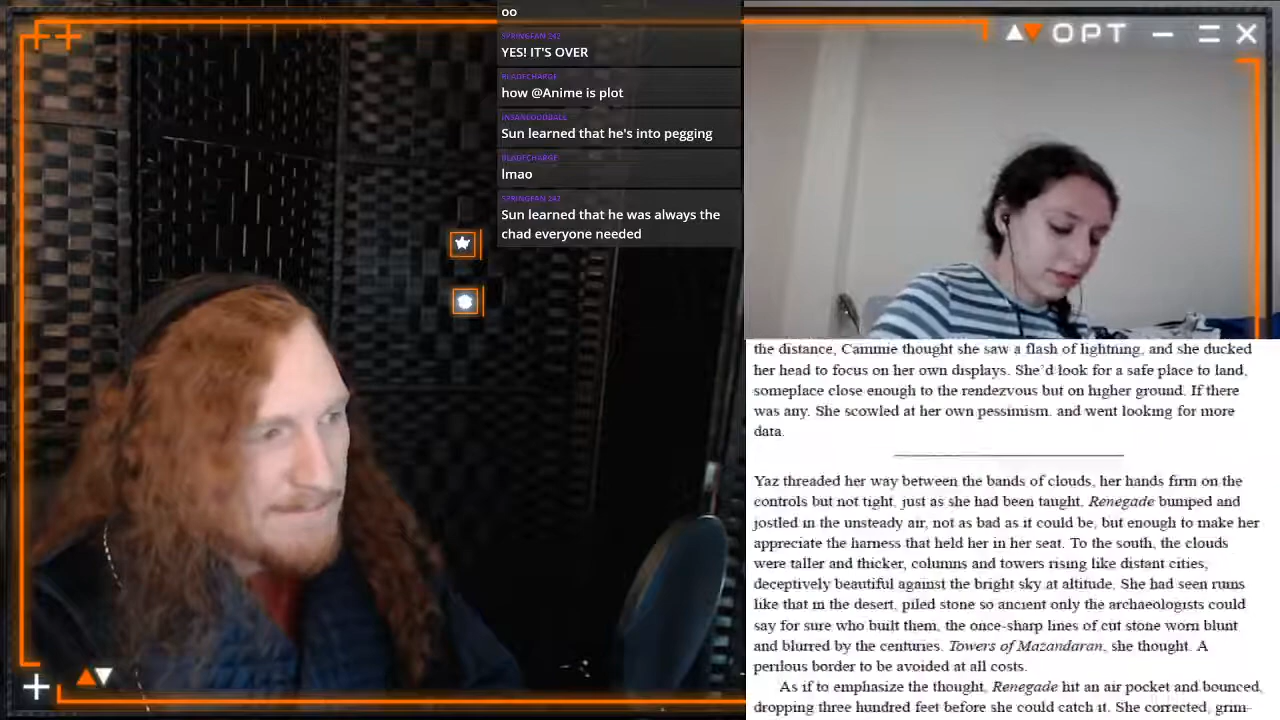 oo
SPRINGFAN 242
YES! IT'S OVER
BLADECHARGE
how @Anime is plot
INSANEODDBALL
Sun learned that he's into pegging
BLADECHARGE
lmao
SPRINGFAN 242
Sun learned that he was always the
chad everyone needed
OPT
the distance, Cammie thought she saw a flash of lightning, and she ducked
her head to focus on her own displays. She'd look for a safe place to land,
someplace close enough to the rendezvous but on higher ground. If there
was any. She scowled at her own pessimism. and went looking for more
data.
Yaz threaded her way between the bands of clouds, her hands firm on the
controls but not tight, just as she had been taught. Renegade bumped and
jostled in the unsteady air, not as bad as it could be, but enough to make her
appreciate the harness that held her in her seat. To the south, the clouds
were taller and thicker, columns and towers rising like distant cities,
deceptively beautiful against the bright sky at altitude. She had seen ruins
like that in the desert, piled stone so ancient only the archaeologists could
say for sure who built them, the once-sharp lines of cut stone worn blunt
and blurred by the centuries. Towers of Mazandaran, she thought. A
perilous border to be avoided at all costs.
As if to emphasize the thought, Renegade hit an air pocket and bounced,
dropping three hundred feet before she could catch it. She corrected, grim-